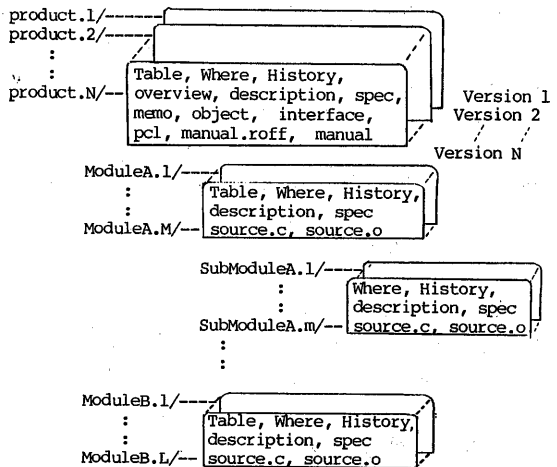 product.1/-----
product.2/----
:
:
product.N/--
Table, Where, History,
overview, description, spec,
memo, object, interface,
pcl, manual.roff, manual
Version 1
Version 2
Version N
ModuleA.1/----
:
:
ModuleA.M/--
Table, Where, History,
description, spec
source.c, source.o
SubModuleA.1/----
:
:
SubModuleA.m/--
Where, History,
description, spec
source.c, source.o
:
:
ModuleB.1/----
:
:
ModuleB.L/--
Table, Where, History,
description, spec
source.c, source.o